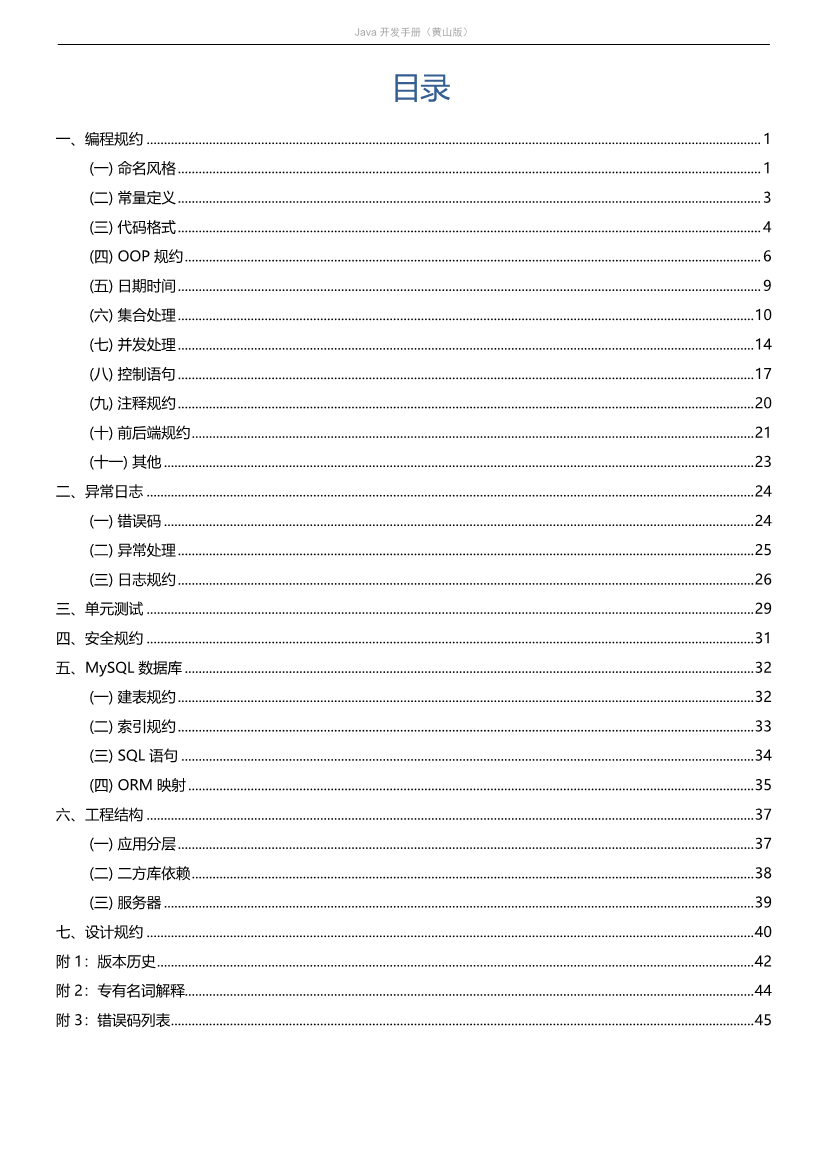 Java 开发手册（黄山版）
目录
一、编程规约 1
(一) 命名风格 1
(二) 常量定义 3
(三) 代码格式 4
(四) OOP 规约 6
(五) 日期时间 9
(六) 集合处理 10
(七) 并发处理 14
(八) 控制语句 17
(九) 注释规约 20
(十) 前后端规约 21
(十一) 其他 23
二、异常日志 24
(一) 错误码 24
(二) 异常处理 25
(三) 日志规约 26
三、单元测试 29
四、安全规约 31
五、MySQL 数据库 32
(一) 建表规约 32
(二) 索引规约 33
(三) SQL 语句 34
(四) ORM 映射 35
六、工程结构 37
(一) 应用分层 37
(二) 二方库依赖 38
(三) 服务器 39
七、设计规约 40
附 1：版本历史 42
附 2：专有名词解释 44
附 3：错误码列表 45